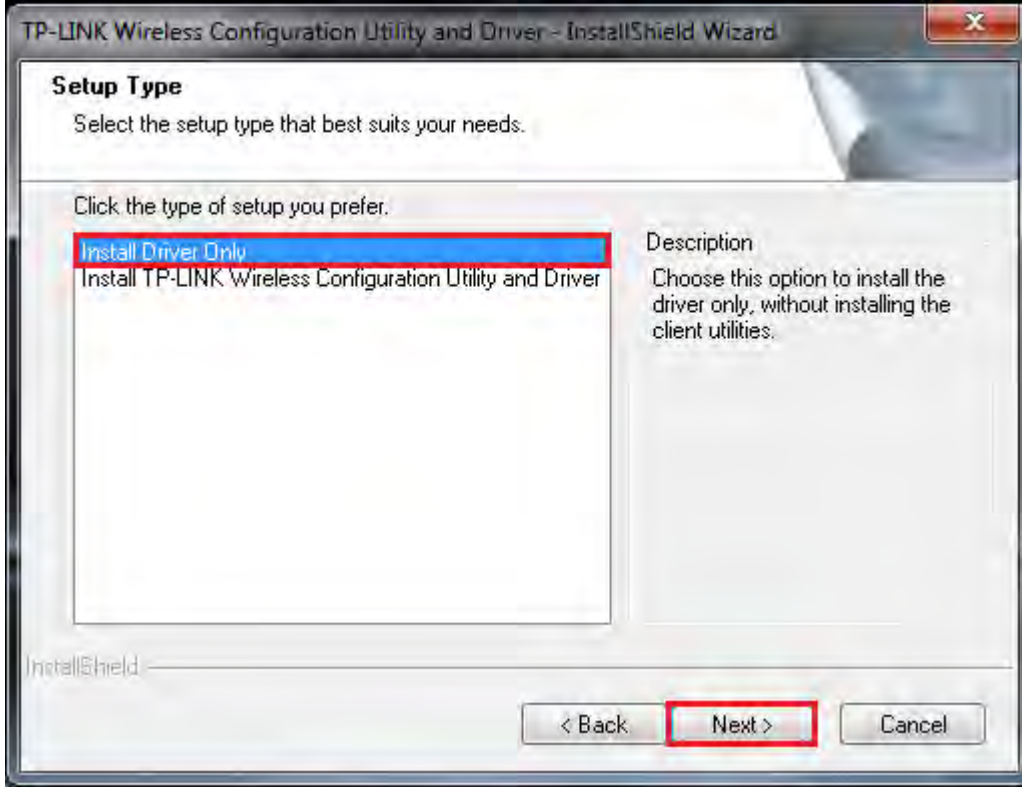 TP-LINK Wireless Configuration Utility and Driver - InstallShield Wizard
Setup Type
Select the setup type that best suits your needs.
Click the type of setup you prefer.
Install Driver Only
Install TP-LINK Wireless Configuration Utility and Driver
Description
Choose this option to install the
driver only, without installing the
client utilities.
InstallShield
< Back
Next >
Cancel